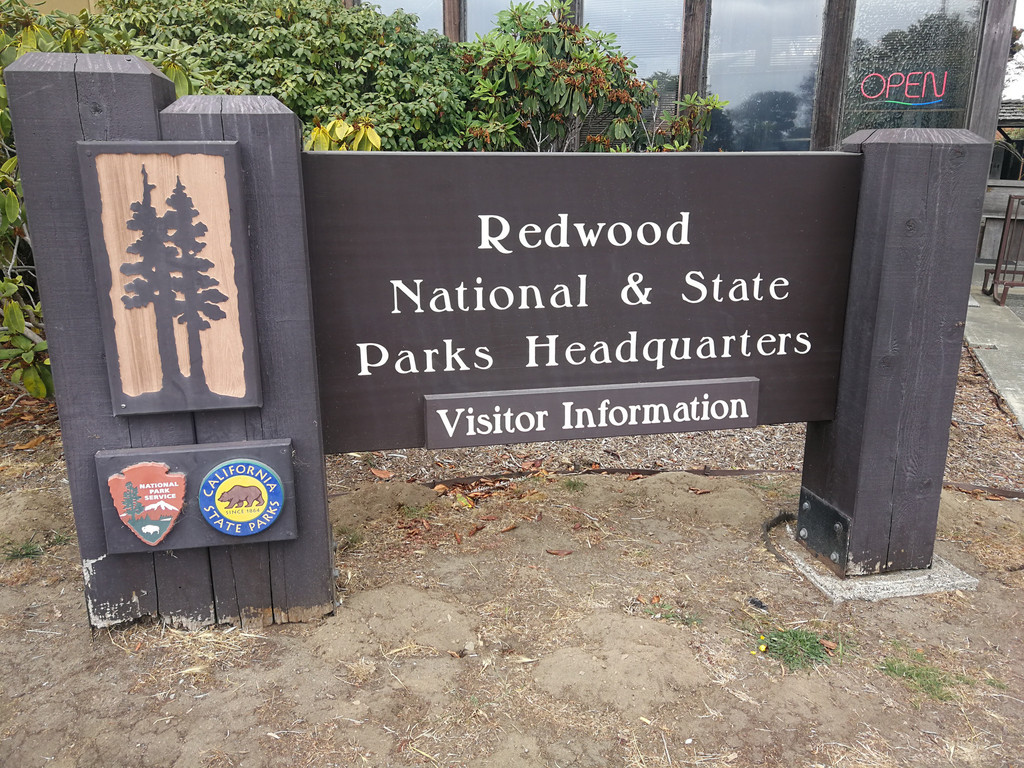 OPEN
Redwood
National & State
Parks Headquarters
Visitor Information
NATIONAL
PARK
SERVICE
CALIFORNIA
SINCE 1864
STATE PARKS